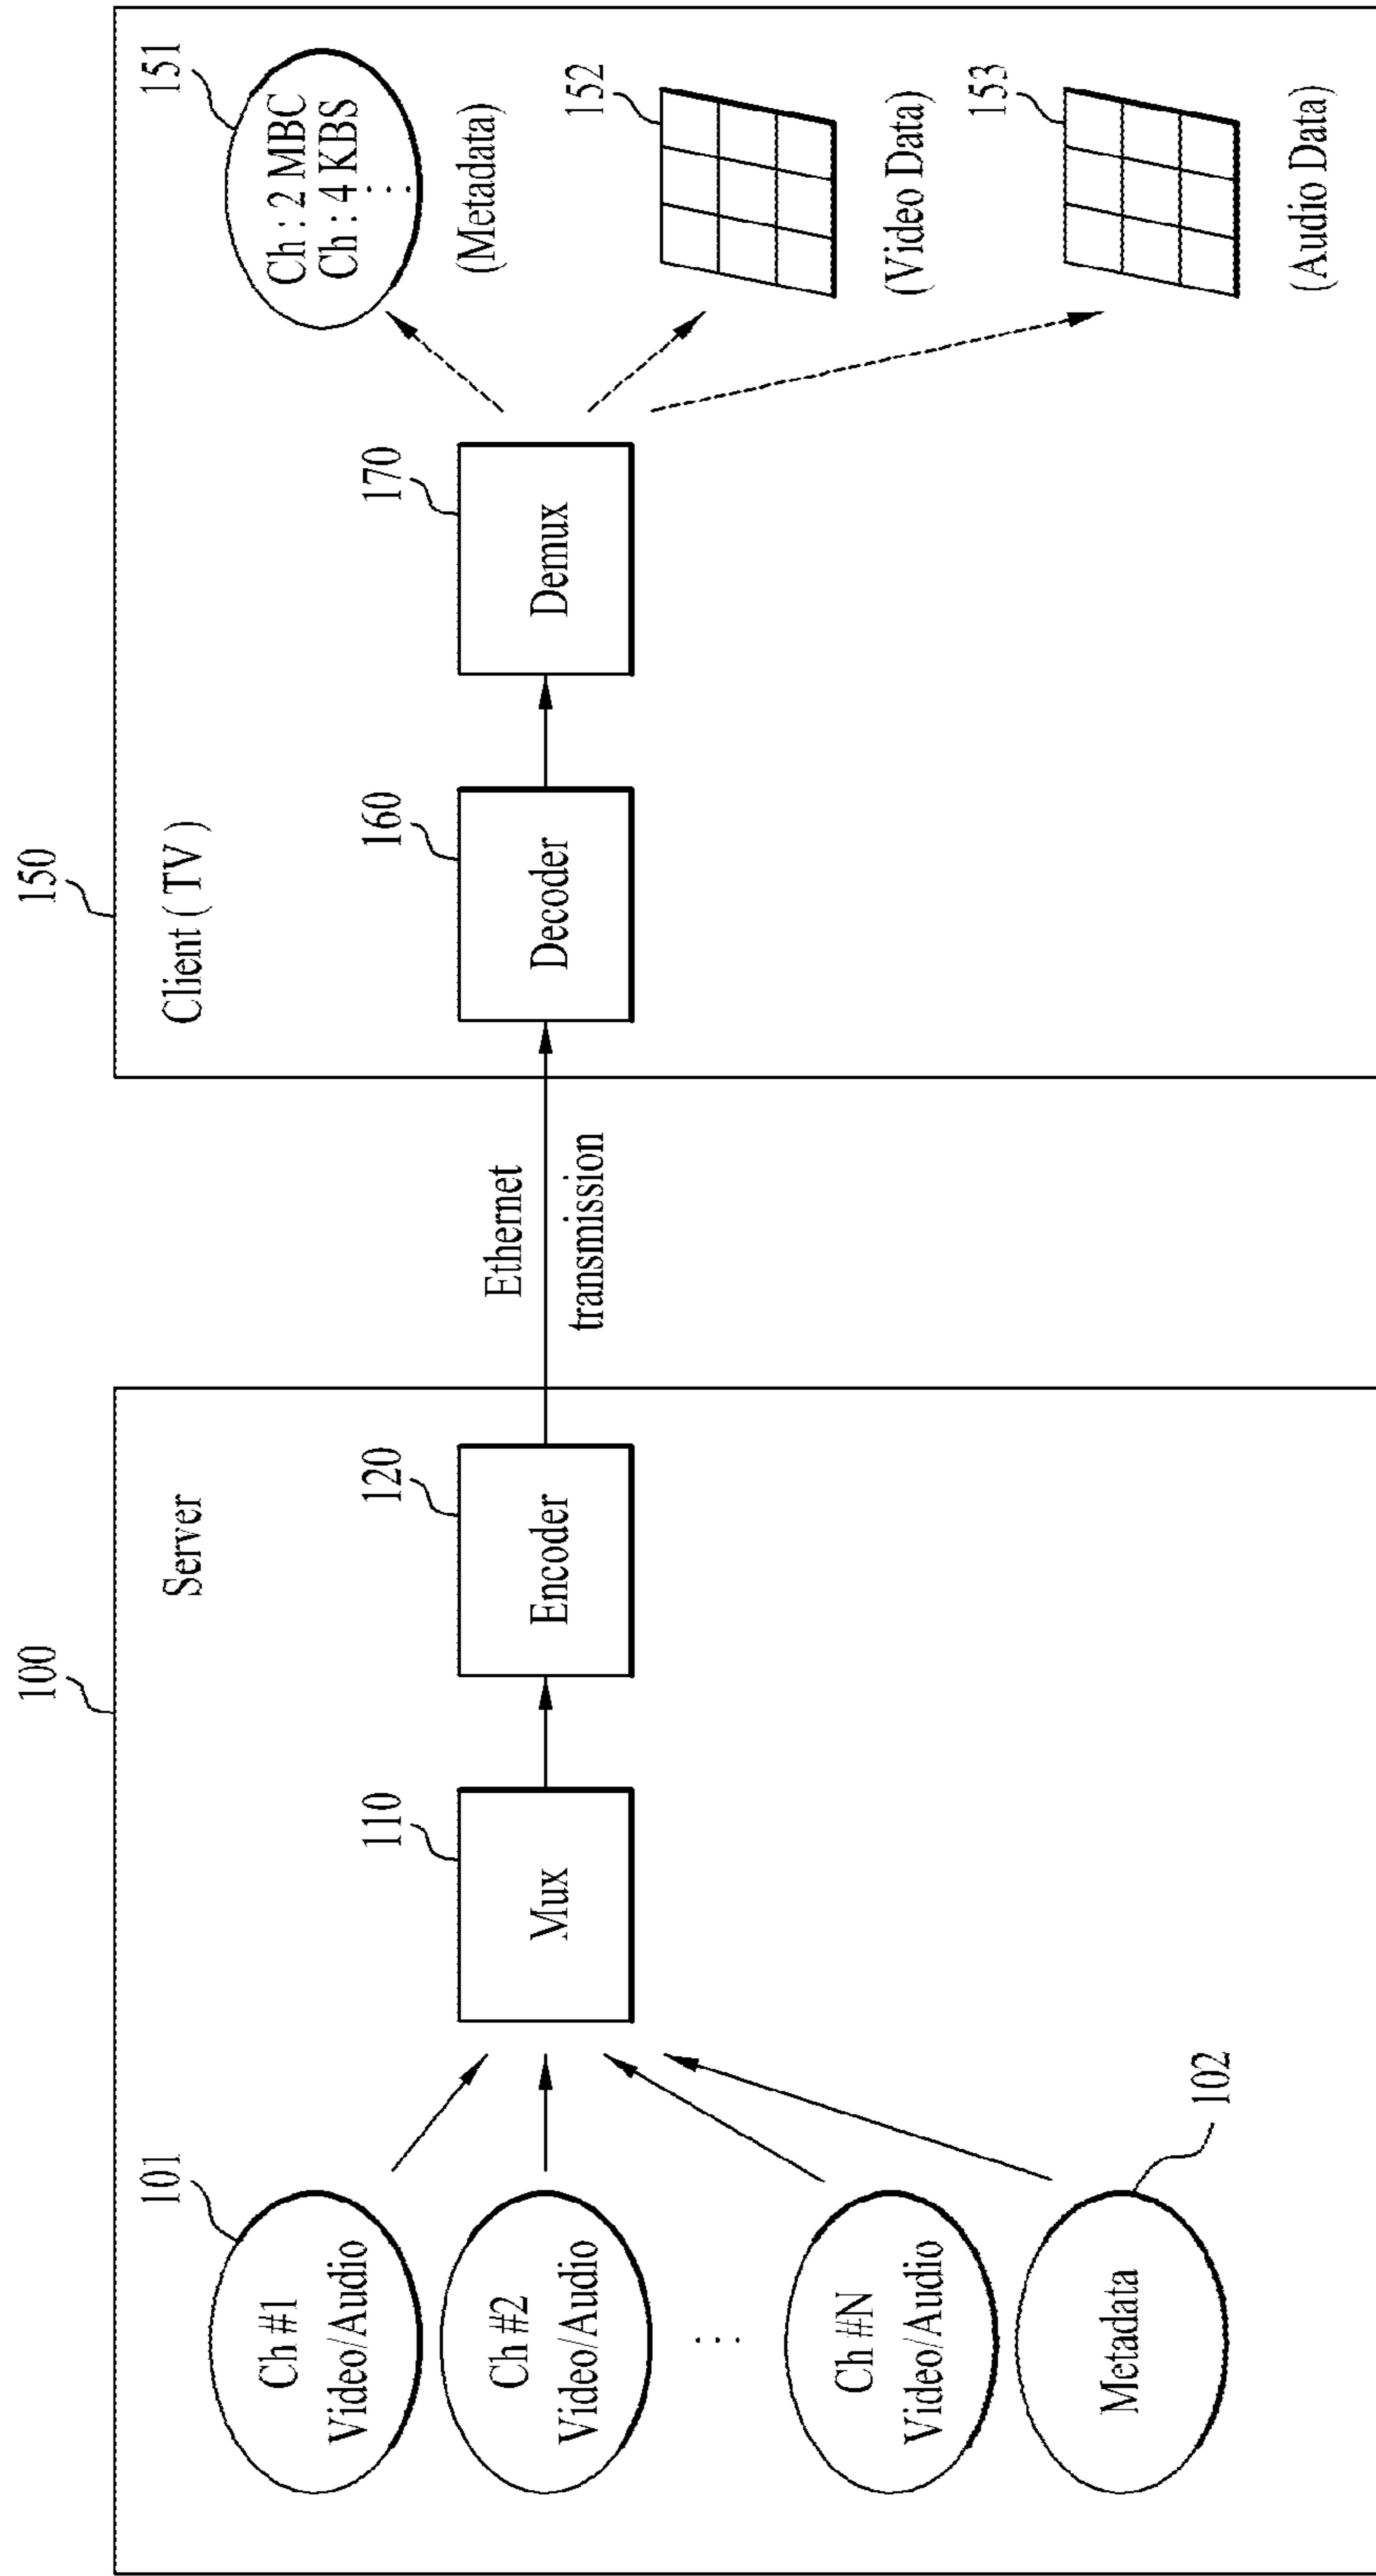 100
Server
101
Ch #1
Video/Audio
Ch #2
Video/Audio
⋮
Ch #N
Video/Audio
Metadata
102
110
Mux
120
Encoder
Ethernet
transmission
150
Client ( TV )
160
Decoder
170
Demux
151
Ch : 2 MBC
Ch : 4 KBS
⋮
(Metadata)
152
(Video Data)
153
(Audio Data)